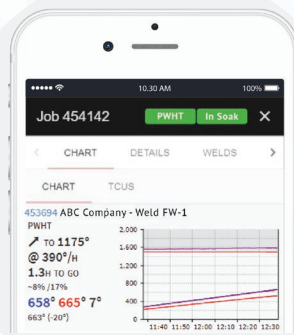 10.30 AM 100%
Job 454142 PWHT In Soak ×
< CHART DETAILS WELDS >
CHART TCUS
453694 ABC Company - Weld FW-1
PWHT
↗ TO 1175°
@ 390°/H
1.3H TO GO
~8% /17%
658° 665° 7°
663° (-20°)
2.000
1.600
1.200
800
400
0
11:40 11:50 12:00 12:10 12:20 12:30